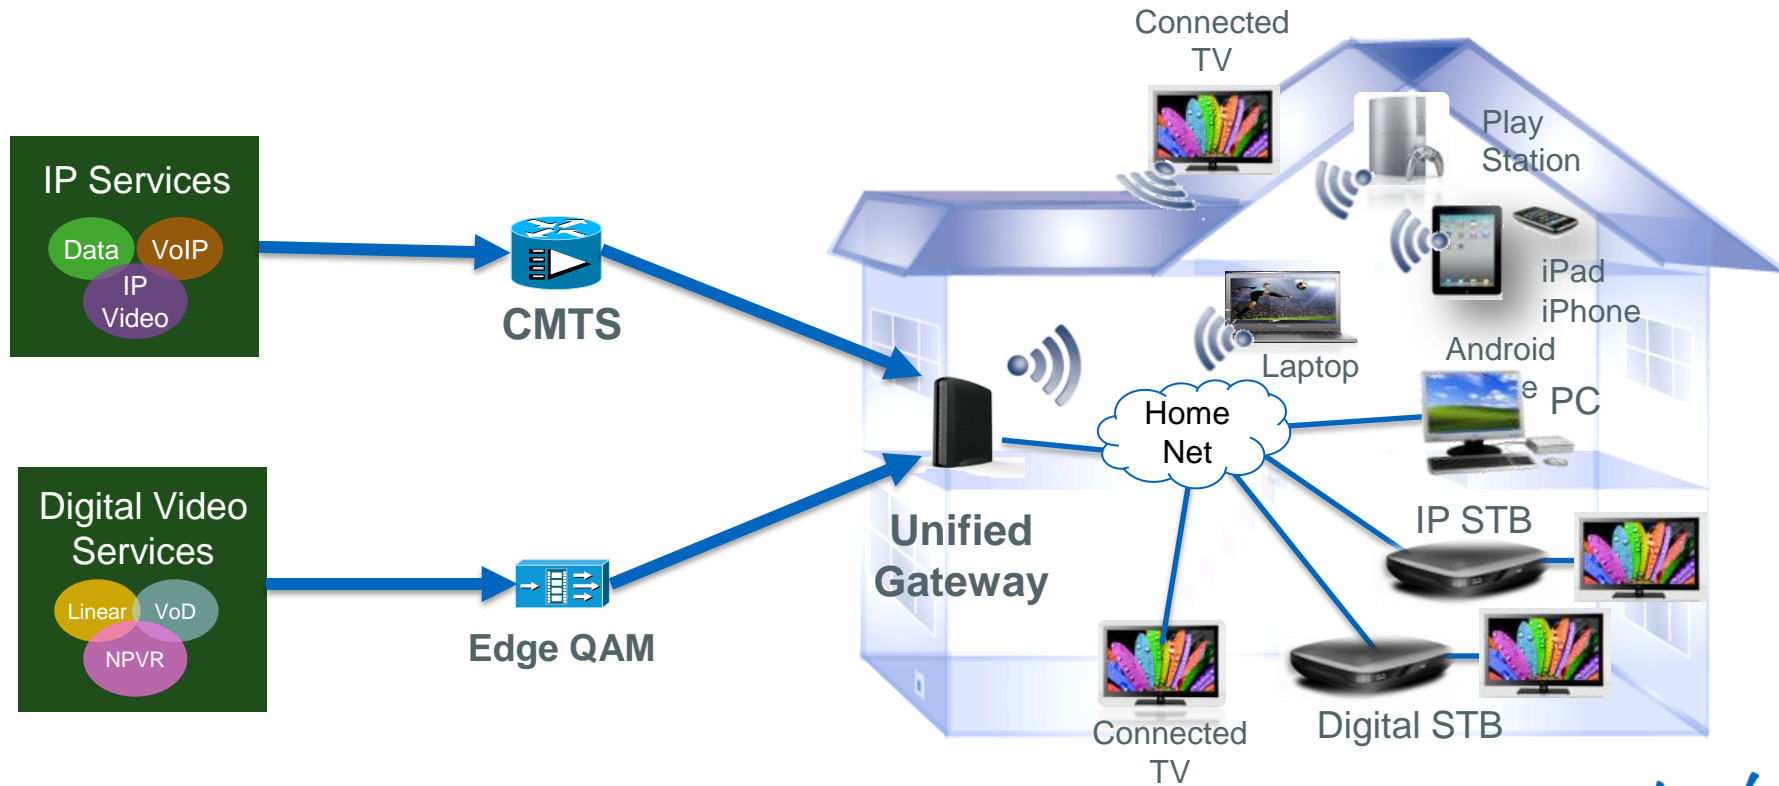 Connected
TV
Play
Station
IP Services
Data
VoIP
IP
Video
CMTS
iPad
iPhone
Android
Laptop
PC
Home
Net
Digital Video
Services
Linear
VoD
NPVR
Edge QAM
Unified
Gateway
IP STB
Digital STB
Connected
TV